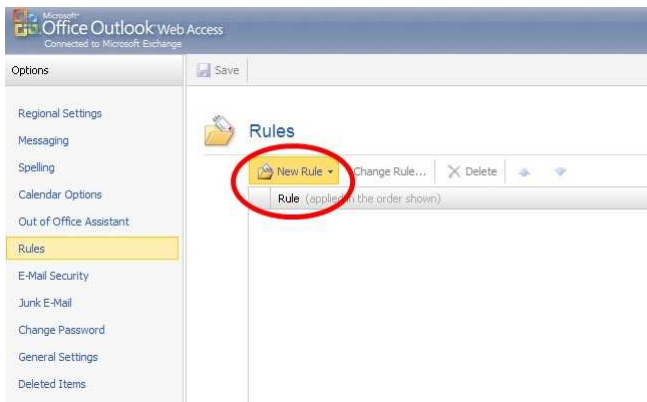 Microsoft®
Office Outlook Web Access
Connected to Microsoft Exchange
Options
Save
Regional Settings
Messaging
Spelling
Calendar Options
Out of Office Assistant
Rules
E-Mail Security
Junk E-Mail
Change Password
General Settings
Deleted Items
Rules
New Rule
Change Rule...
Delete
Rule (applied in the order shown)